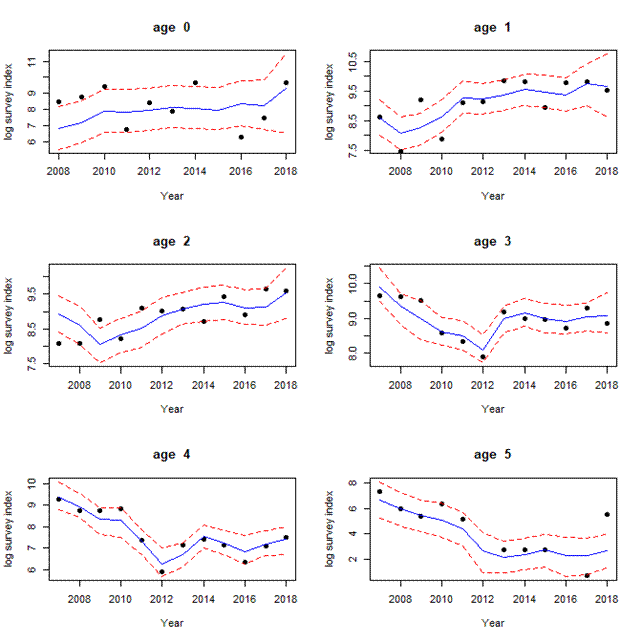 age 0
log survey index
6 7 8 9 11
2008 2010 2012 2014 2016 2018
Year
age 1
log survey index
7.5 8.5 9.5 10.5
2008 2010 2012 2014 2016 2018
Year
age 2
log survey index
7.5 8.5 9.5
2008 2010 2012 2014 2016 2018
Year
age 3
log survey index
8.0 9.0 10.0
2008 2010 2012 2014 2016 2018
Year
age 4
log survey index
6 7 8 9 10
2008 2010 2012 2014 2016 2018
Year
age 5
log survey index
2 4 6 8
2008 2010 2012 2014 2016 2018
Year